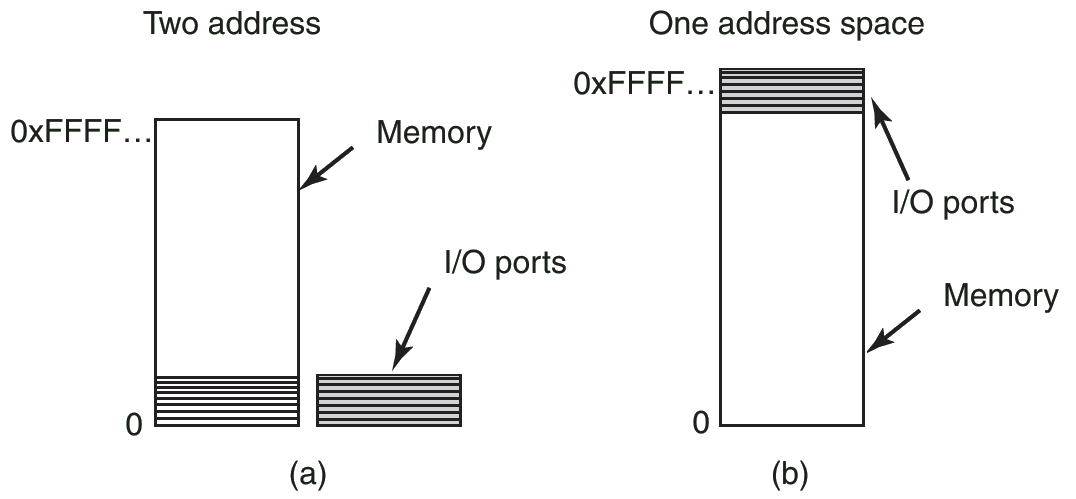 Two address
0xFFFF…
Memory
I/O ports
0
(a)
One address space
0xFFFF…
I/O ports
Memory
0
(b)